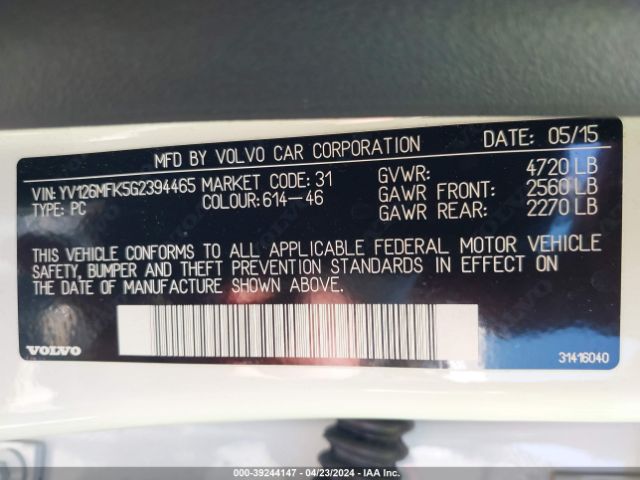 MFD BY VOLVO CAR CORPORATION DATE: 05/15
VIN: YV126MFK5G2394465 MARKET CODE: 31 GVWR: 4720 LB
TYPE: PC COLOUR: 614-46 GAWR FRONT: 2560 LB
GAWR REAR: 2270 LB
THIS VEHICLE CONFORMS TO ALL APPLICABLE FEDERAL MOTOR VEHICLE
SAFETY, BUMPER AND THEFT PREVENTION STANDARDS IN EFFECT ON
THE DATE OF MANUFACTURE SHOWN ABOVE.
VOLVO 31416040
000-39244147 - 04/23/2024 - IAA Inc.